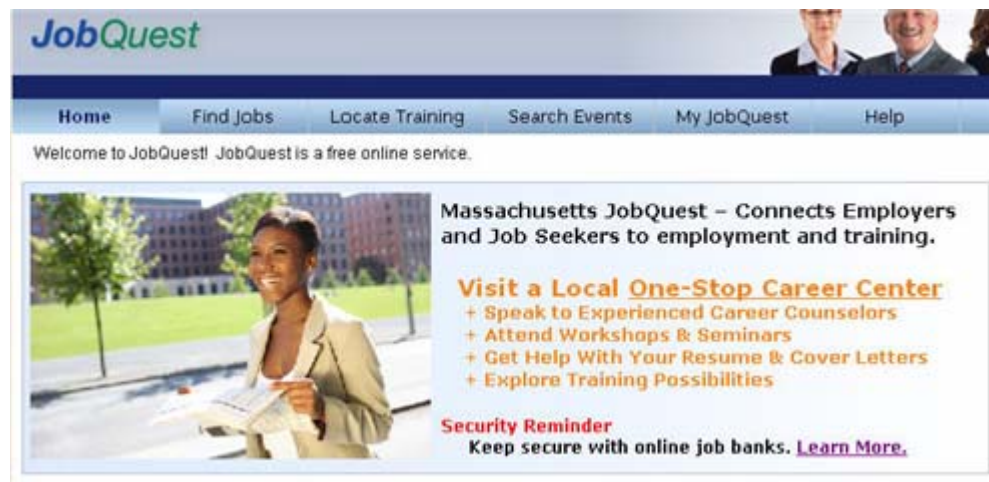 JobQuest
Home Find Jobs Locate Training Search Events My JobQuest Help
Welcome to JobQuest! JobQuest is a free online service.
Massachusetts JobQuest – Connects Employers
and Job Seekers to employment and training.
Visit a Local One-Stop Career Center
+ Speak to Experienced Career Counselors
+ Attend Workshops & Seminars
+ Get Help With Your Resume & Cover Letters
+ Explore Training Possibilities
Security Reminder
Keep secure with online job banks. Learn More.